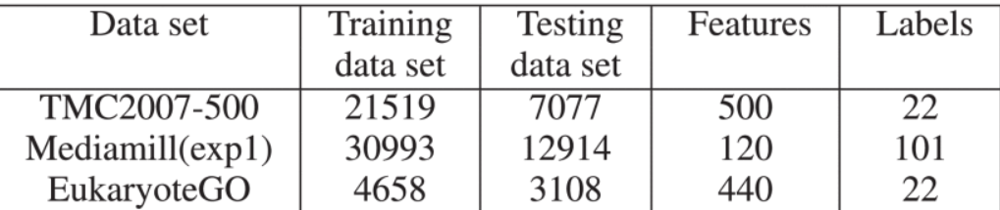 Data set Training Testing Features Labels
data set data set
TMC2007-500 21519 7077 500 22
Mediamill(exp1) 30993 12914 120 101
EukaryoteGO 4658 3108 440 22